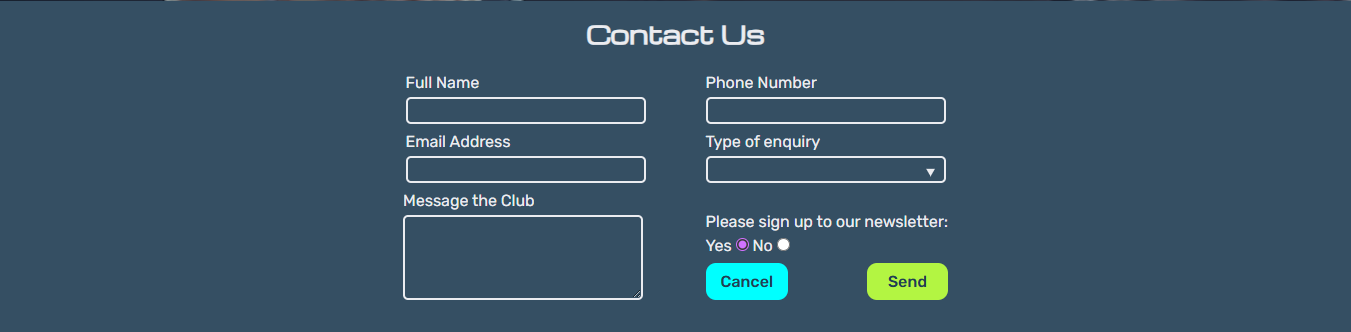 Contact Us
Full Name
Phone Number
Email Address
Type of enquiry
Message the Club
Please sign up to our newsletter:
Yes No
Cancel
Send